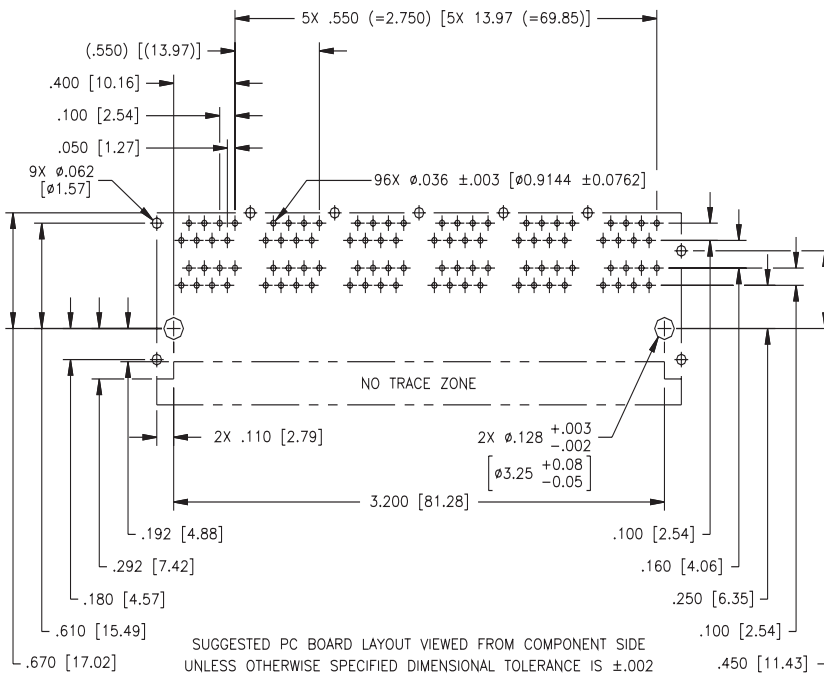 5X .550 (=2.750) [5X 13.97 (=69.85)]
(.550) [(13.97)]
.400 [10.16]
.100 [2.54]
.050 [1.27]
9X ø.062
[ø1.57]
96X ø.036 ±.003 [ø0.9144 ±0.0762]
NO TRACE ZONE
2X .110 [2.79]
2X ø.128 +.003
-.002
[ø3.25 +0.08
-0.05]
3.200 [81.28]
.192 [4.88]
.292 [7.42]
.180 [4.57]
.610 [15.49]
.670 [17.02]
.100 [2.54]
.160 [4.06]
.250 [6.35]
.100 [2.54]
.450 [11.43]
SUGGESTED PC BOARD LAYOUT VIEWED FROM COMPONENT SIDE
UNLESS OTHERWISE SPECIFIED DIMENSIONAL TOLERANCE IS ±.002